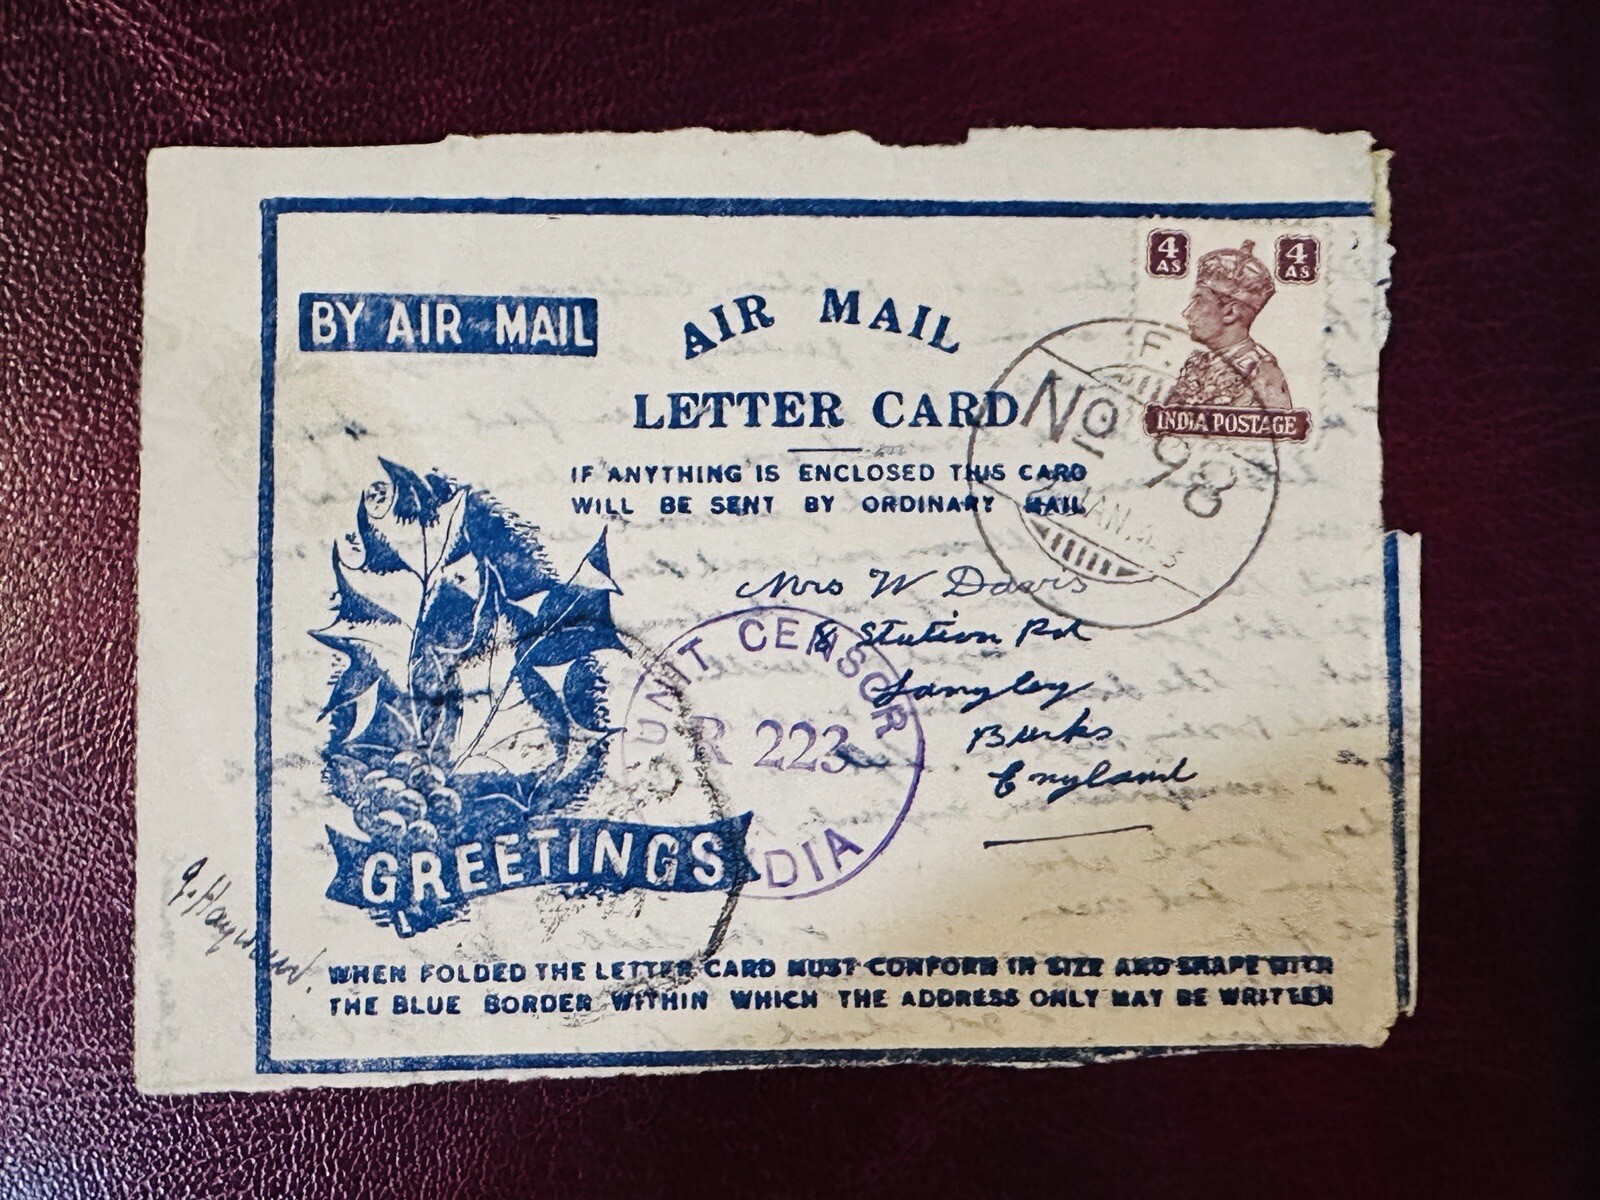 4 AS 4 AS
INDIA POSTAGE
BY AIR MAIL
AIR MAIL
LETTER CARD
IF ANYTHING IS ENCLOSED THIS CARD
WILL BE SENT BY ORDINARY MAIL
F.
No 98
JAN.45
Mrs W Davis
8 Station Rd
Langley
Bucks
England
UNIT CENSOR
R 223
DIA
GREETINGS
WHEN FOLDED THE LETTER CARD MUST CONFORM IN SIZE AND SHAPE WITH
THE BLUE BORDER WITHIN WHICH THE ADDRESS ONLY MAY BE WRITTEN